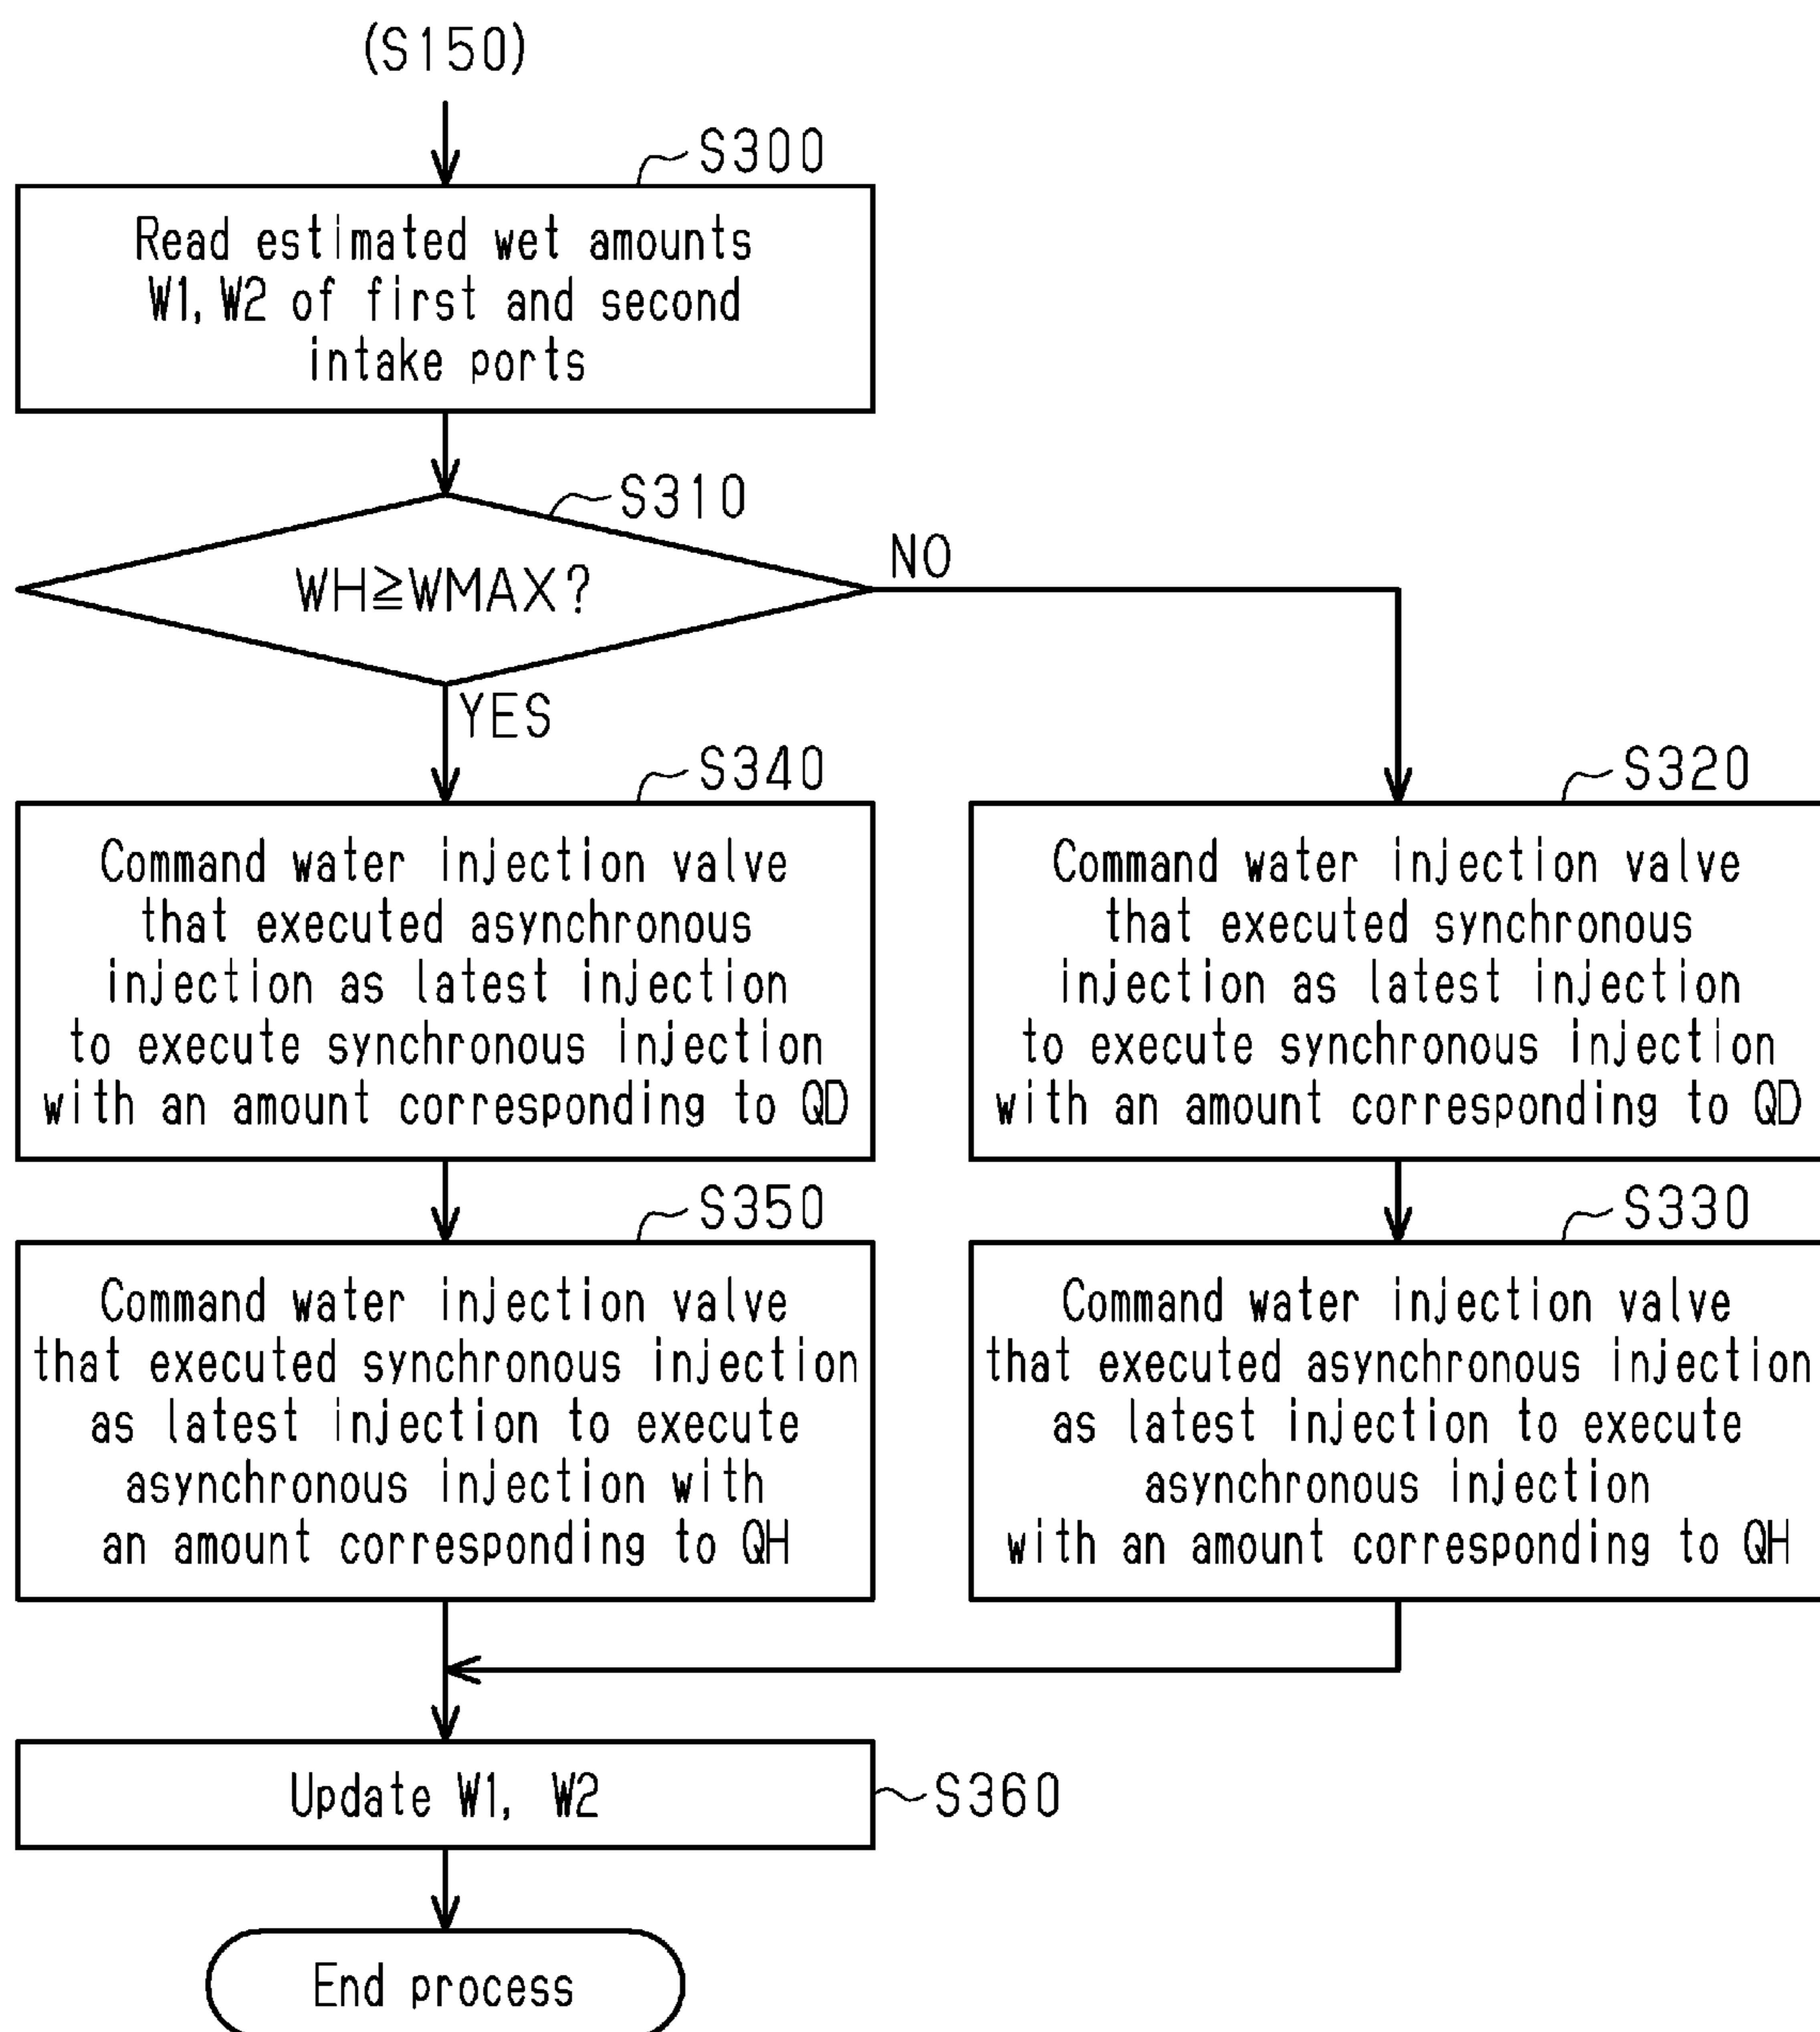 (S150)
S300
Read estimated wet amounts
W1, W2 of first and second
intake ports
S310
WH≧WMAX?
NO
YES
S340
Command water injection valve
that executed asynchronous
injection as latest injection
to execute synchronous injection
with an amount corresponding to QD
S320
Command water injection valve
that executed synchronous
injection as latest injection
to execute synchronous injection
with an amount corresponding to QD
S350
Command water injection valve
that executed synchronous injection
as latest injection to execute
asynchronous injection with
an amount corresponding to QH
S330
Command water injection valve
that executed asynchronous injection
as latest injection to execute
asynchronous injection
with an amount corresponding to QH
Update W1, W2
S360
End process